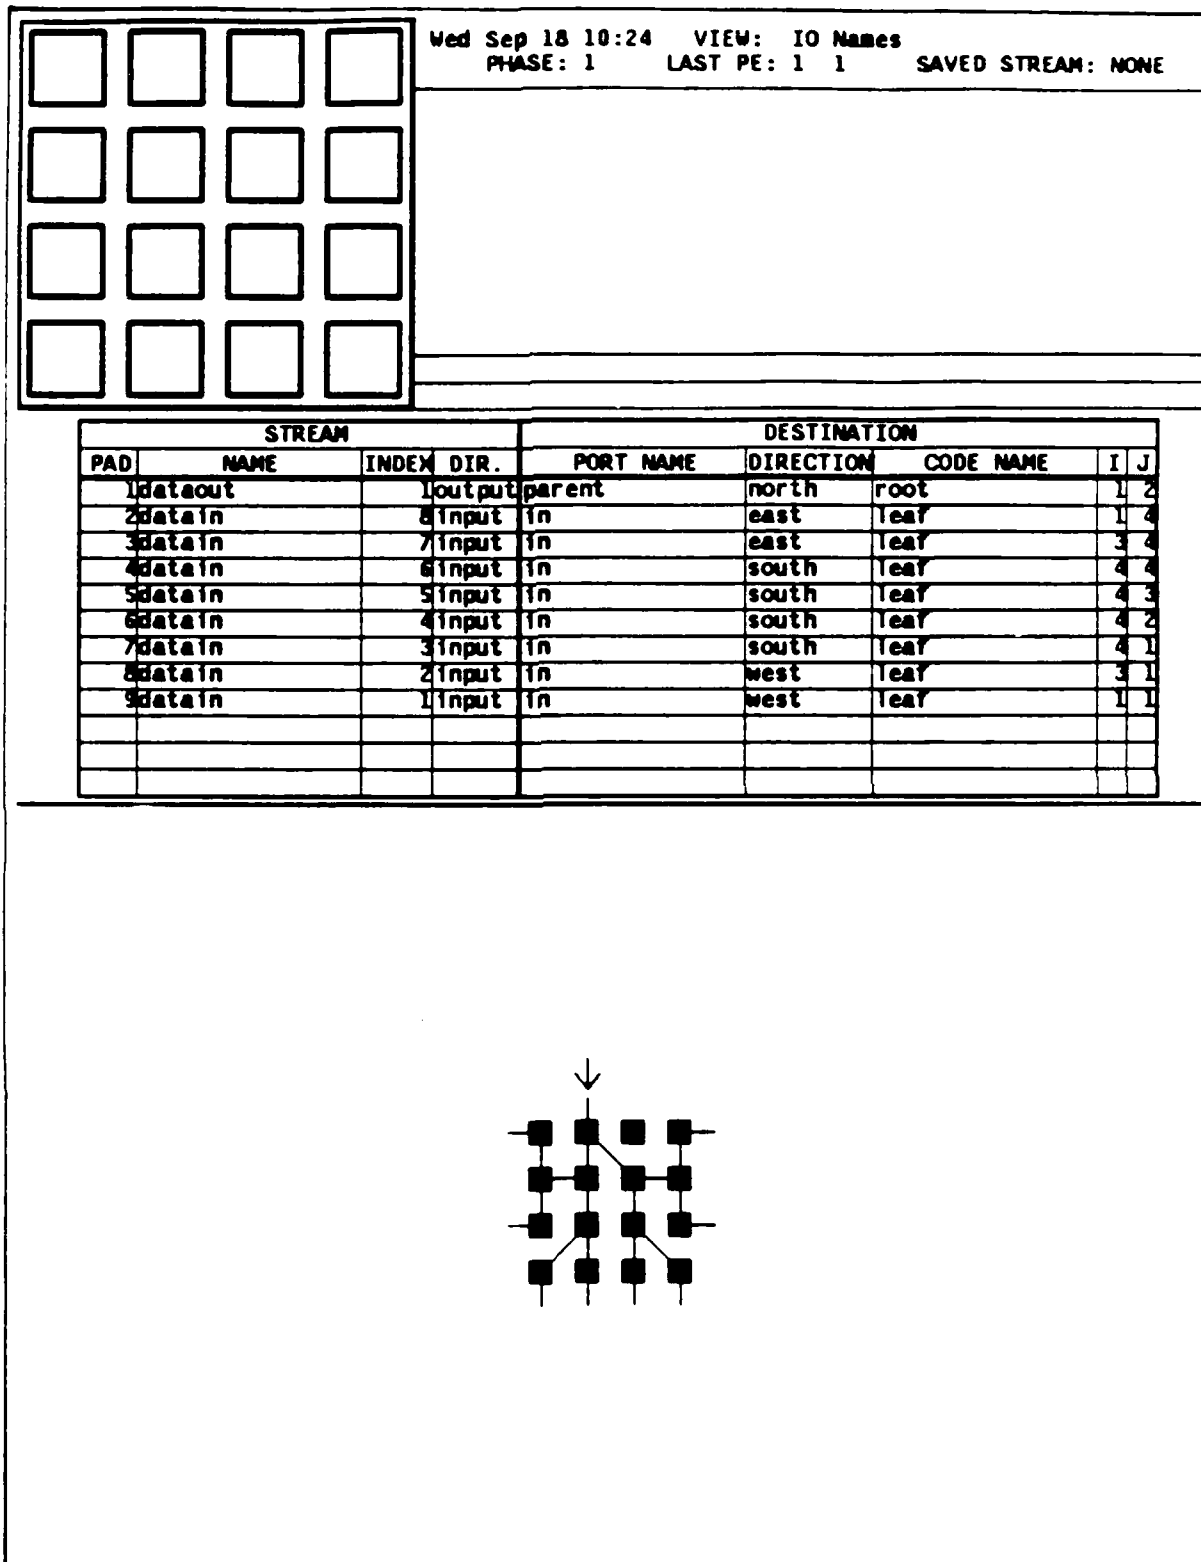 Wed Sep 18 10:24 VIEW: IO Names
PHASE: 1 LAST PE: 1 1 SAVED STREAM: NONE
STREAM DESTINATION
PAD NAME INDEX DIR. PORT NAME DIRECTION CODE NAME I J
1 dataout 1 output parent north root 1 2
2 datain 8 input in east leaf 1 4
3 datain 7 input in east leaf 3 4
4 datain 6 input in south leaf 4 4
5 datain 5 input in south leaf 4 3
6 datain 4 input in south leaf 4 2
7 datain 3 input in south leaf 4 1
8 datain 2 input in west leaf 3 1
9 datain 1 input in west leaf 1 1